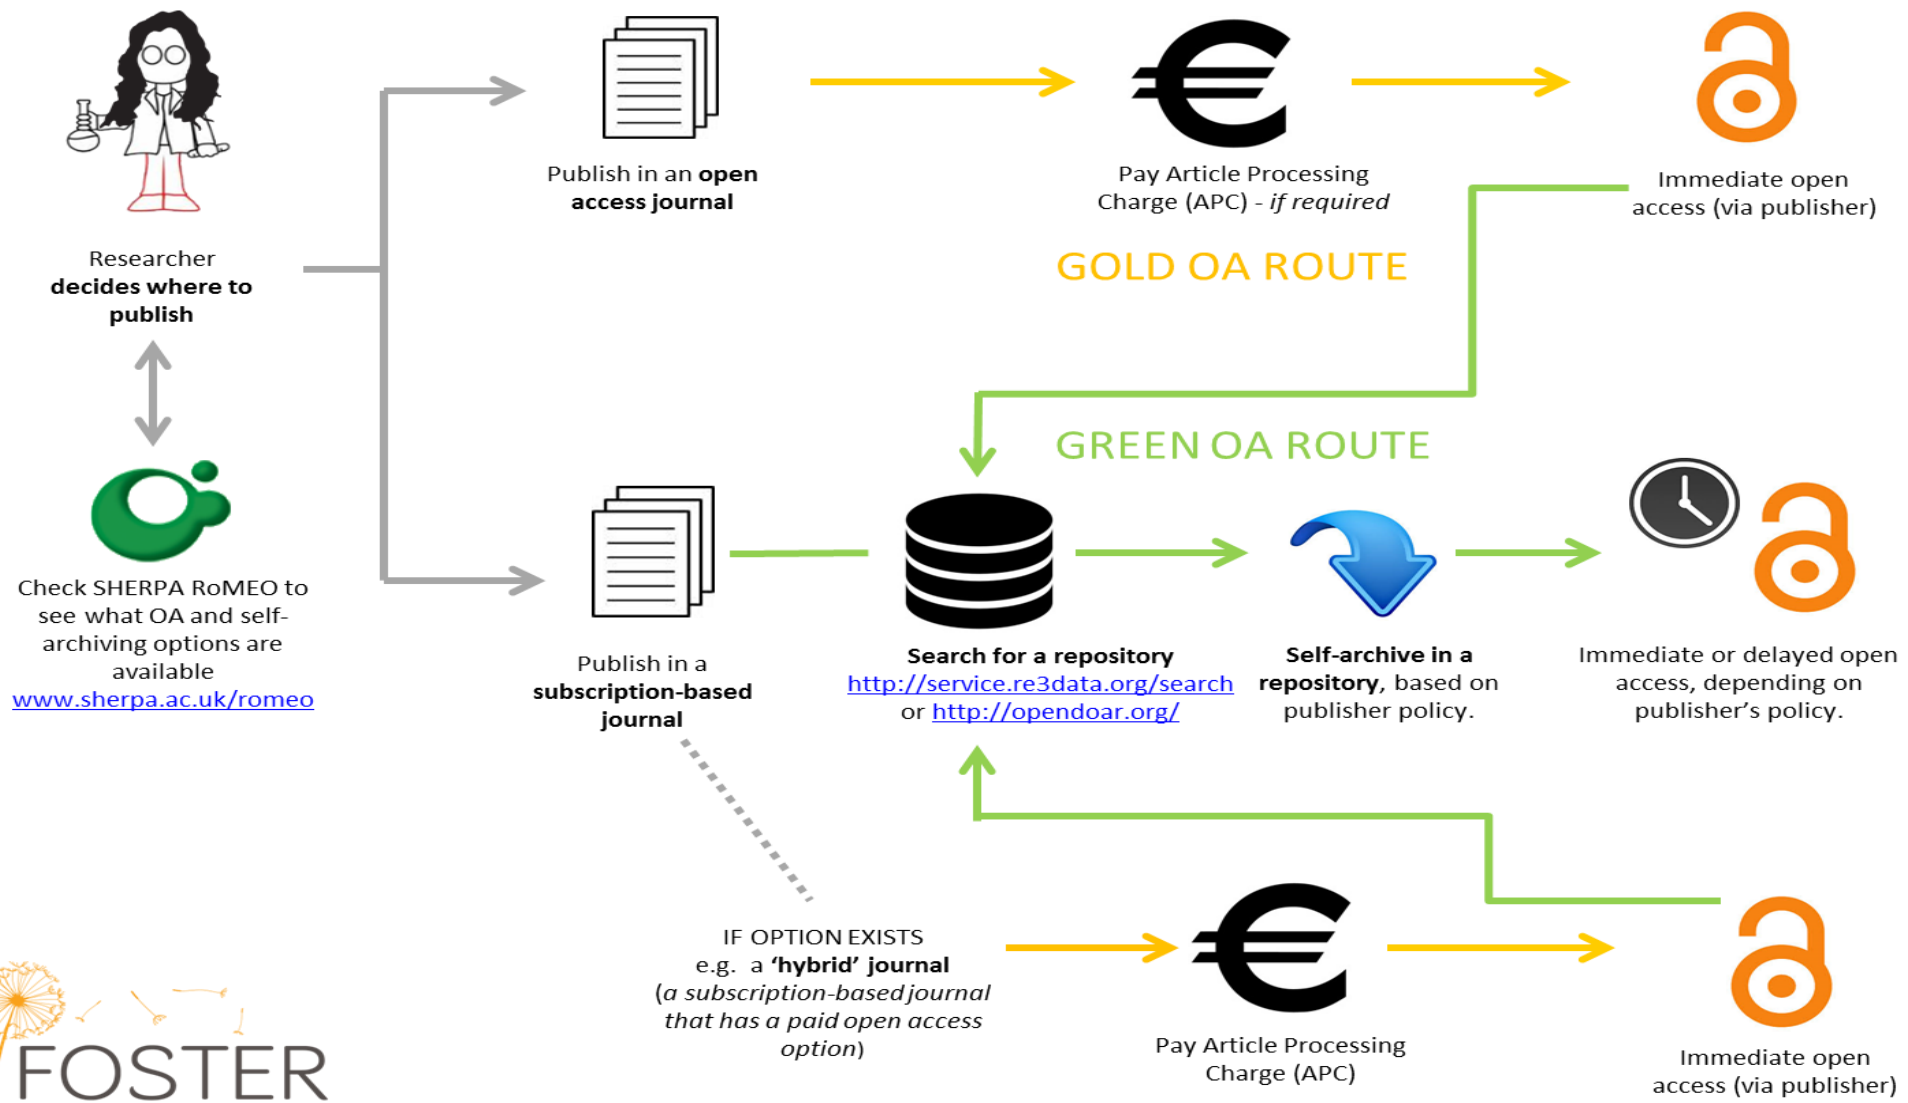 Researcher
decides where to
publish
Check SHERPA RoMEO to
see what OA and self-
archiving options are
available
www.sherpa.ac.uk/romeo
Publish in an open
access journal
Pay Article Processing
Charge (APC) - if required
Immediate open
access (via publisher)
GOLD OA ROUTE
GREEN OA ROUTE
Publish in a
subscription-based
journal
Search for a repository
http://service.re3data.org/search
or http://opendoar.org/
Self-archive in a
repository, based on
publisher policy.
Immediate or delayed open
access, depending on
publisher’s policy.
IF OPTION EXISTS
e.g. a ‘hybrid’ journal
(a subscription-based journal
that has a paid open access
option)
Pay Article Processing
Charge (APC)
Immediate open
access (via publisher)
FOSTER